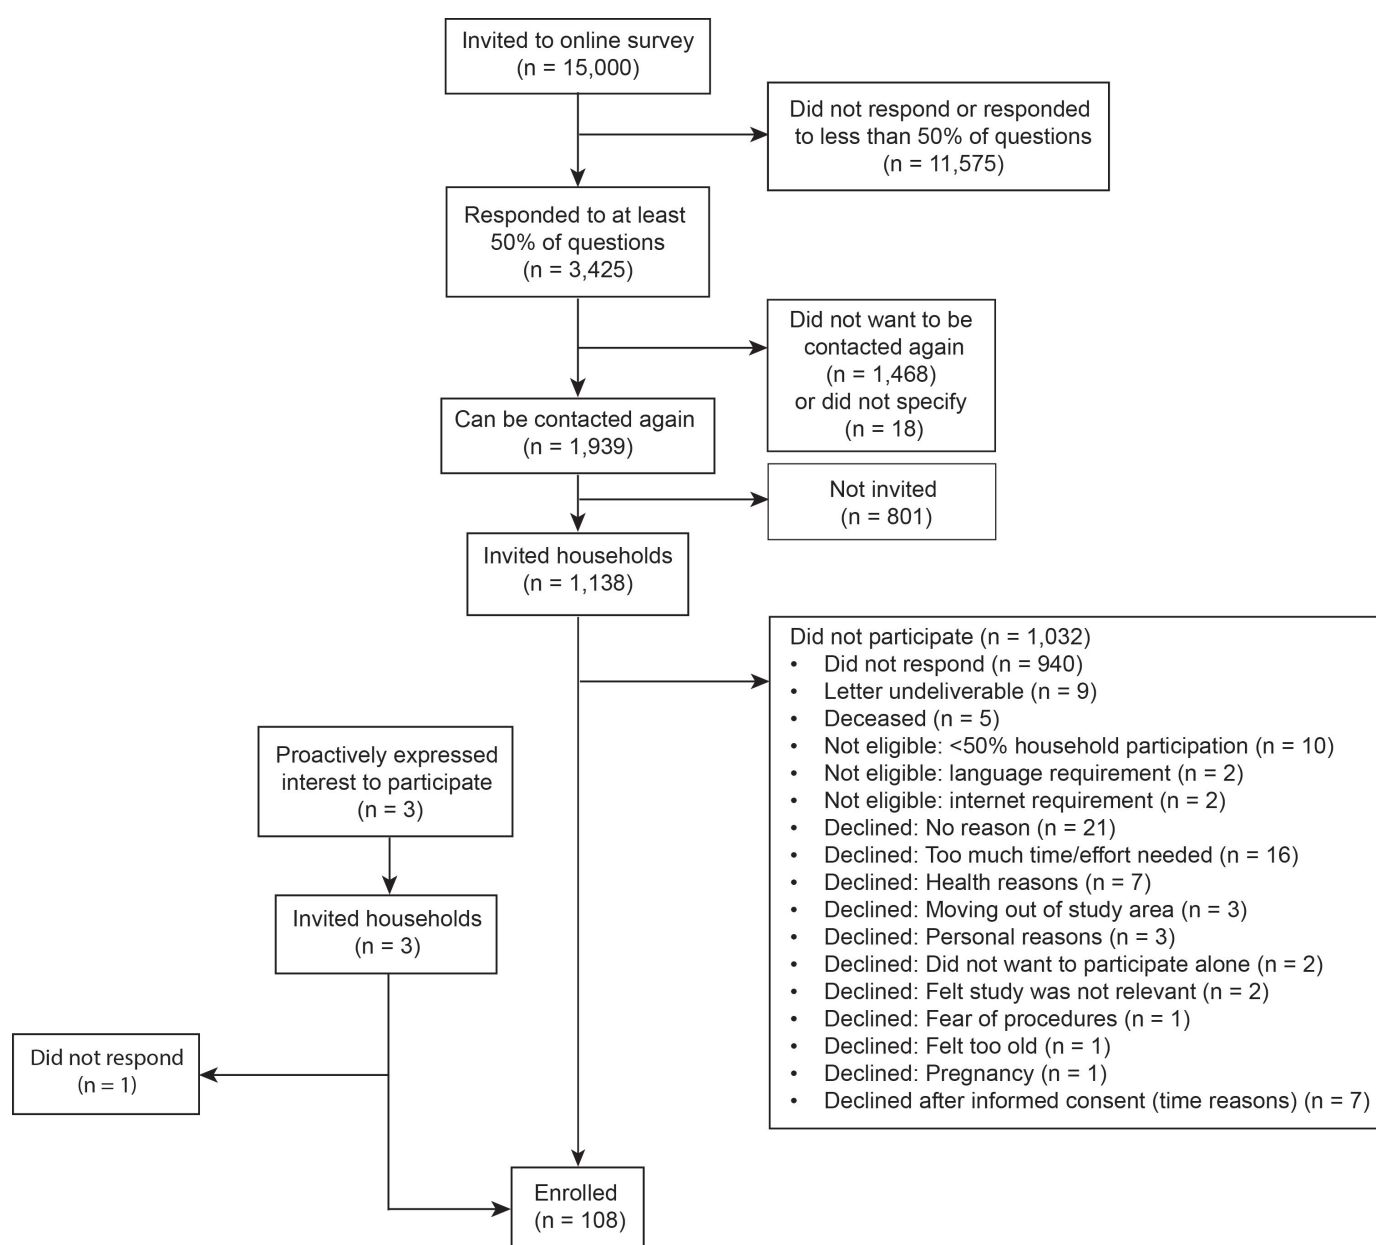 Invited to online survey
(n = 15,000)
Did not respond or responded
to less than 50% of questions
(n = 11,575)
Responded to at least
50% of questions
(n = 3,425)
Did not want to be
contacted again
(n = 1,468)
or did not specify
(n = 18)
Can be contacted again
(n = 1,939)
Not invited
(n = 801)
Invited households
(n = 1,138)
Did not participate (n = 1,032)
• Did not respond (n = 940)
• Letter undeliverable (n = 9)
• Deceased (n = 5)
• Not eligible: <50% household participation (n = 10)
• Not eligible: language requirement (n = 2)
• Not eligible: internet requirement (n = 2)
• Declined: No reason (n = 21)
• Declined: Too much time/effort needed (n = 16)
• Declined: Health reasons (n = 7)
• Declined: Moving out of study area (n = 3)
• Declined: Personal reasons (n = 3)
• Declined: Did not want to participate alone (n = 2)
• Declined: Felt study was not relevant (n = 2)
• Declined: Fear of procedures (n = 1)
• Declined: Felt too old (n = 1)
• Declined: Pregnancy (n = 1)
• Declined after informed consent (time reasons) (n = 7)
Proactively expressed
interest to participate
(n = 3)
Invited households
(n = 3)
Did not respond
(n = 1)
Enrolled
(n = 108)